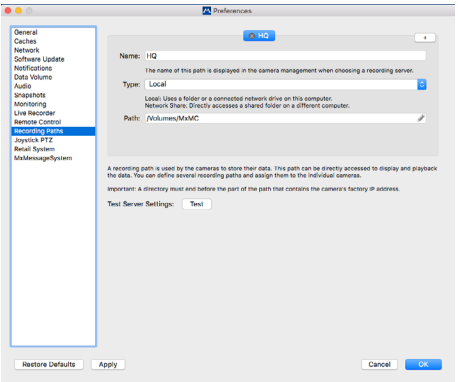 Preferences
General
Caches
Network
Software Update
Notifications
Data Volume
Audio
Snapshots
Monitoring
Live Recorder
Remote Control
Recording Paths
Joystick PTZ
Retail System
MxMessageSystem
HQ
+
Name: HQ
The name of this path is displayed in the camera management when choosing a recording server.
Type: Local
Local: Uses a folder or a connected network drive on this computer.
Network Share: Directly accesses a shared folder on a different computer.
Path: /Volumes/MxMC
A recording path is used by the cameras to store their data. This path can be directly accessed to display and playback
the data. You can define several recording paths and assign them to the individual cameras.
Important: A directory must end before the part of the path that contains the camera's factory IP address.
Test Server Settings: Test
Restore Defaults Apply Cancel OK